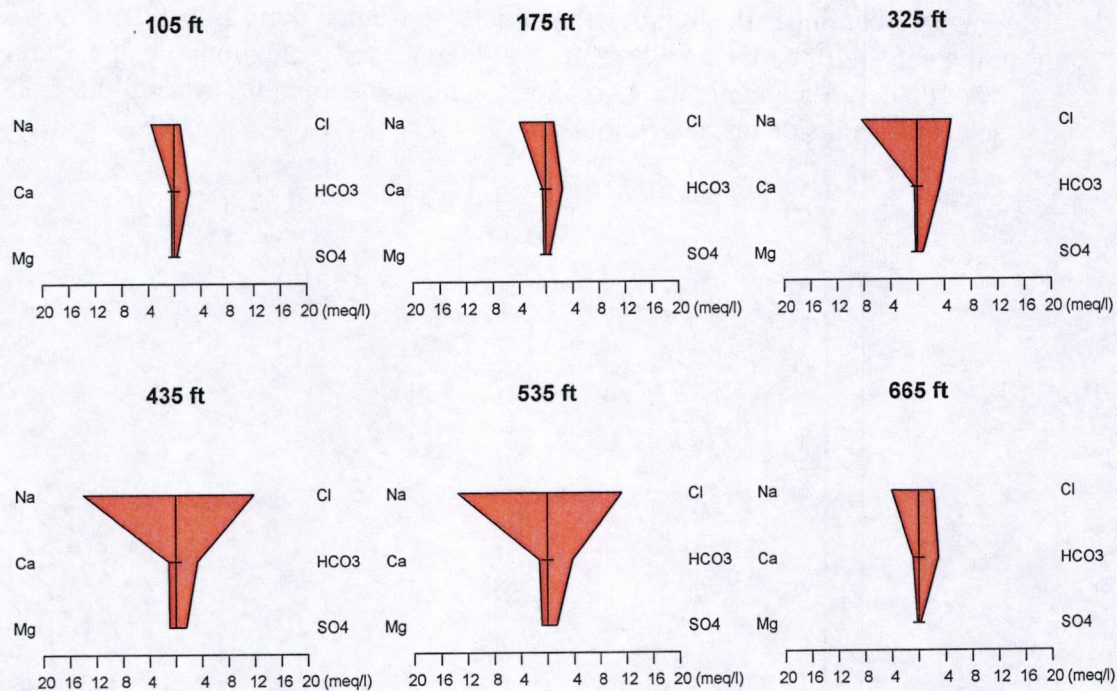 105 ft
175 ft
325 ft
Na Cl Na Cl Na Cl
Ca HCO3 Ca HCO3 Ca HCO3
Mg SO4 Mg SO4 Mg SO4
20 16 12 8 4 4 8 12 16 20 (meq/l)
20 16 12 8 4 4 8 12 16 20 (meq/l)
20 16 12 8 4 4 8 12 16 20 (meq/l)
435 ft
535 ft
665 ft
Na Cl Na Cl Na Cl
Ca HCO3 Ca HCO3 Ca HCO3
Mg SO4 Mg SO4 Mg SO4
20 16 12 8 4 4 8 12 16 20 (meq/l)
20 16 12 8 4 4 8 12 16 20 (meq/l)
20 16 12 8 4 4 8 12 16 20 (meq/l)